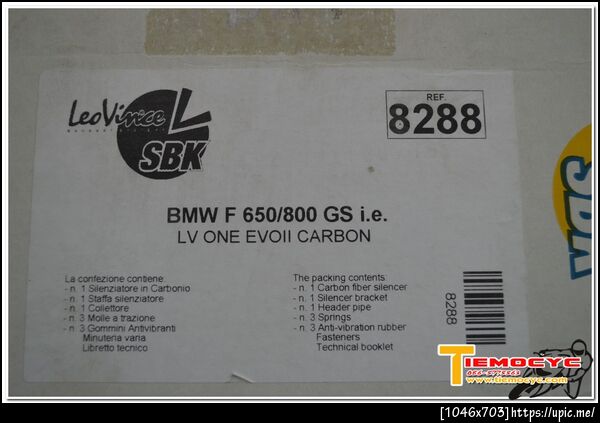 LeoVince
SBK
REF.
8288
BMW F 650/800 GS i.e.
LV ONE EVOII CARBON
La confezione contiene:
- n. 1 Silenziatore in Carbonio
- n. 1 Staffa silenziatore
- n. 1 Collettore
- n. 3 Molle a trazione
- n. 3 Gommini Antivibranti
Minuteria varia
Libretto tecnico
The packing contents:
- n. 1 Carbon fiber silencer
- n. 1 Silencer bracket
- n. 1 Header pipe
- n. 3 Springs
- n. 3 Anti-vibration rubber
Fasteners
Technical booklet
8288
SBK
TIEMOCYC
www.tiemocyc.com
[1046x703]https://upic.me/